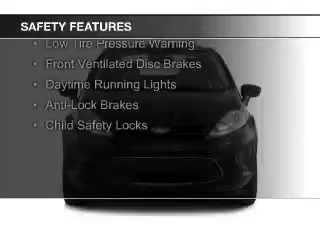 SAFETY FEATURES
• Low Tire Pressure Warning
• Front Ventilated Disc Brakes
• Daytime Running Lights
• Anti-Lock Brakes
• Child Safety Locks